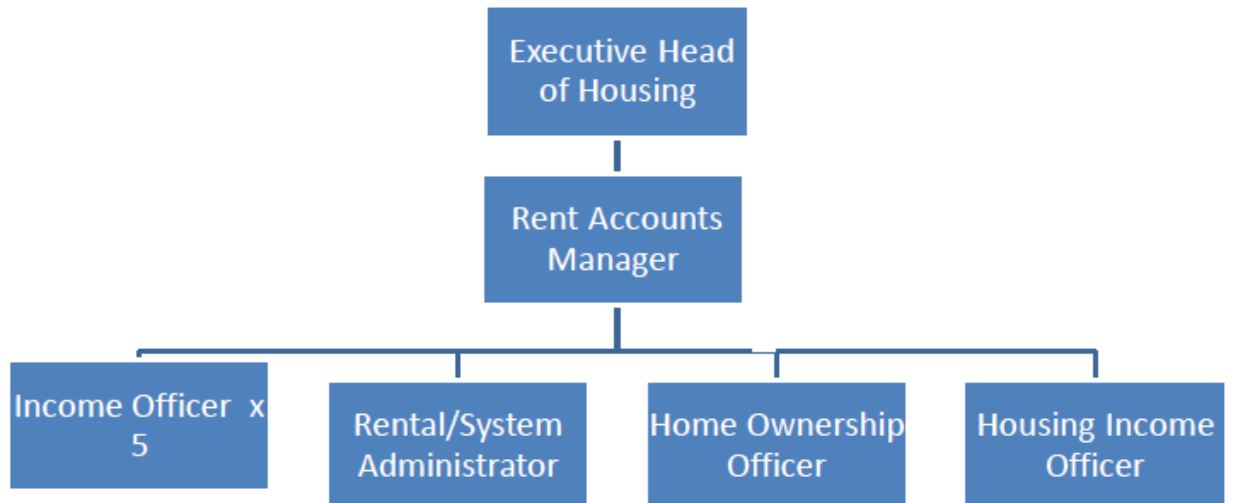 Executive Head
of Housing
Rent Accounts
Manager
Income Officer  x
5
Rental/System
Administrator
Home Ownership
Officer
Housing Income
Officer